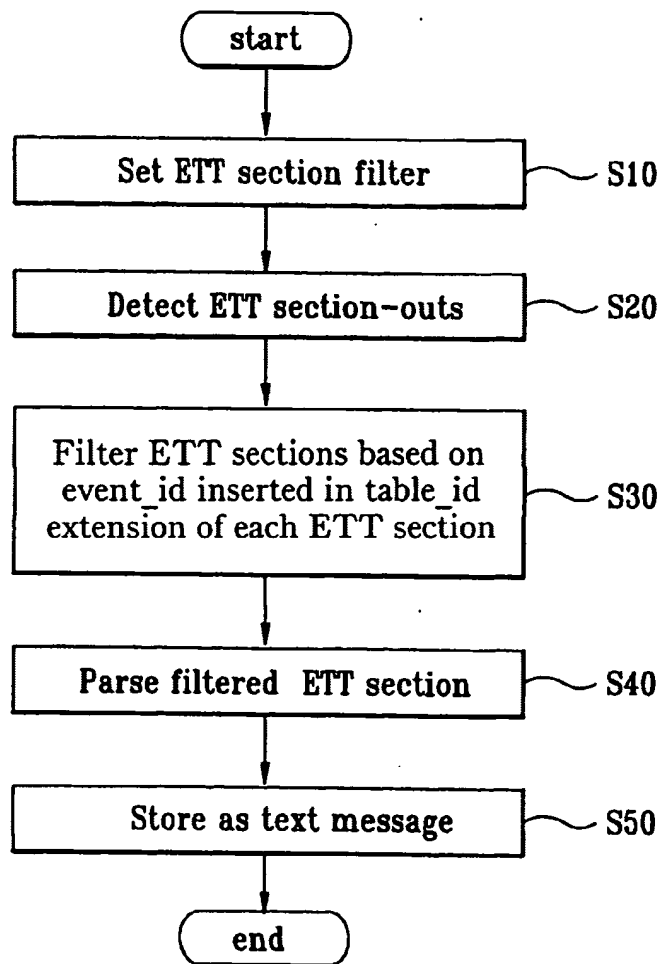 start
Set ETT section filter
S10
Detect ETT section-outs
S20
Filter ETT sections based on
event_id inserted in table_id
extension of each ETT section
S30
Parse filtered ETT section
S40
Store as text message
S50
end